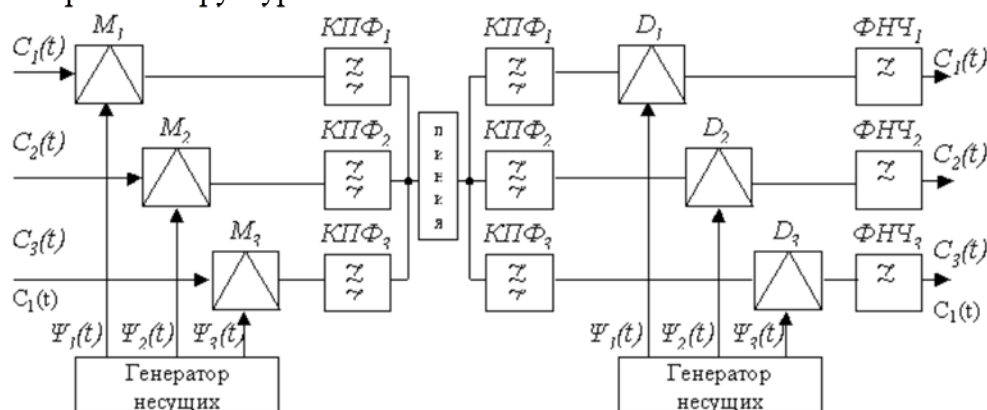 M₁ КПФ₁ КПФ₁ D₁ ФНЧ₁
C₁(t) C₁(t)
M₂ КПФ₂ КПФ₂ D₂ ФНЧ₂
C₂(t) C₂(t)
линия
M₃ КПФ₃ КПФ₃ D₃ ФНЧ₃
C₃(t) C₃(t)
C₁(t) C₁(t)
Ψ₁(t) Ψ₂(t) Ψ₃(t) Ψ₁(t) Ψ₂(t) Ψ₃(t)
Генератор Генератор
несущих несущих